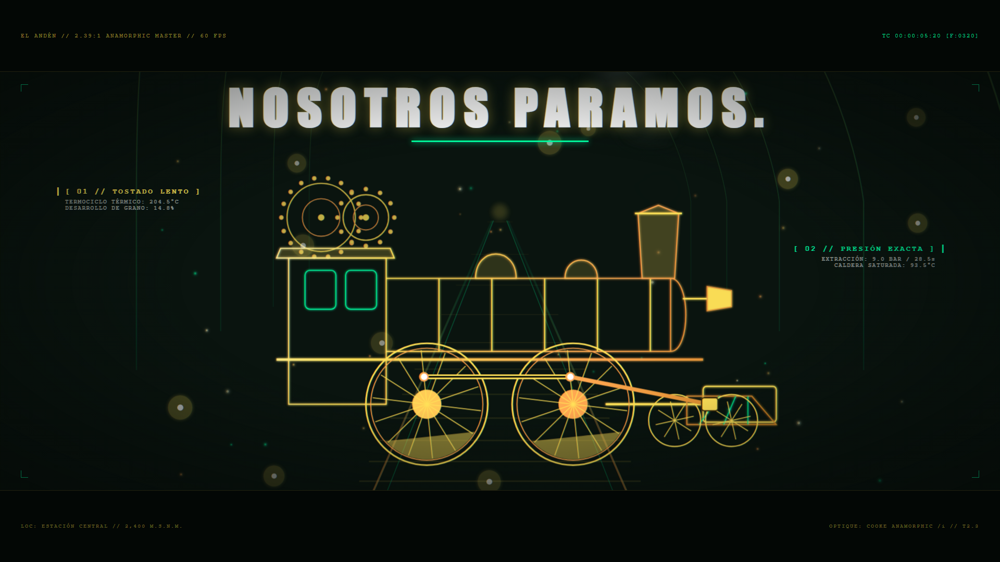 EL ANDÉN // 2.39:1 ANAMORPHIC MASTER // 60 FPS
TC 00:00:05:20 [F:0320]
NOSOTROS PARAMOS.
[ 01 // TOSTADO LENTO ]
TERMOCICLO TÉRMICO: 204.5°C
DESARROLLO DE GRANO: 14.8%
[ 02 // PRESIÓN EXACTA ]
EXTRACCIÓN: 9.0 BAR / 28.5s
CALDERA SATURADA: 93.5°C
LOC: ESTACIÓN CENTRAL // 2,400 M.S.N.M.
OPTIQUE: COOKE ANAMORPHIC /i // T2.3